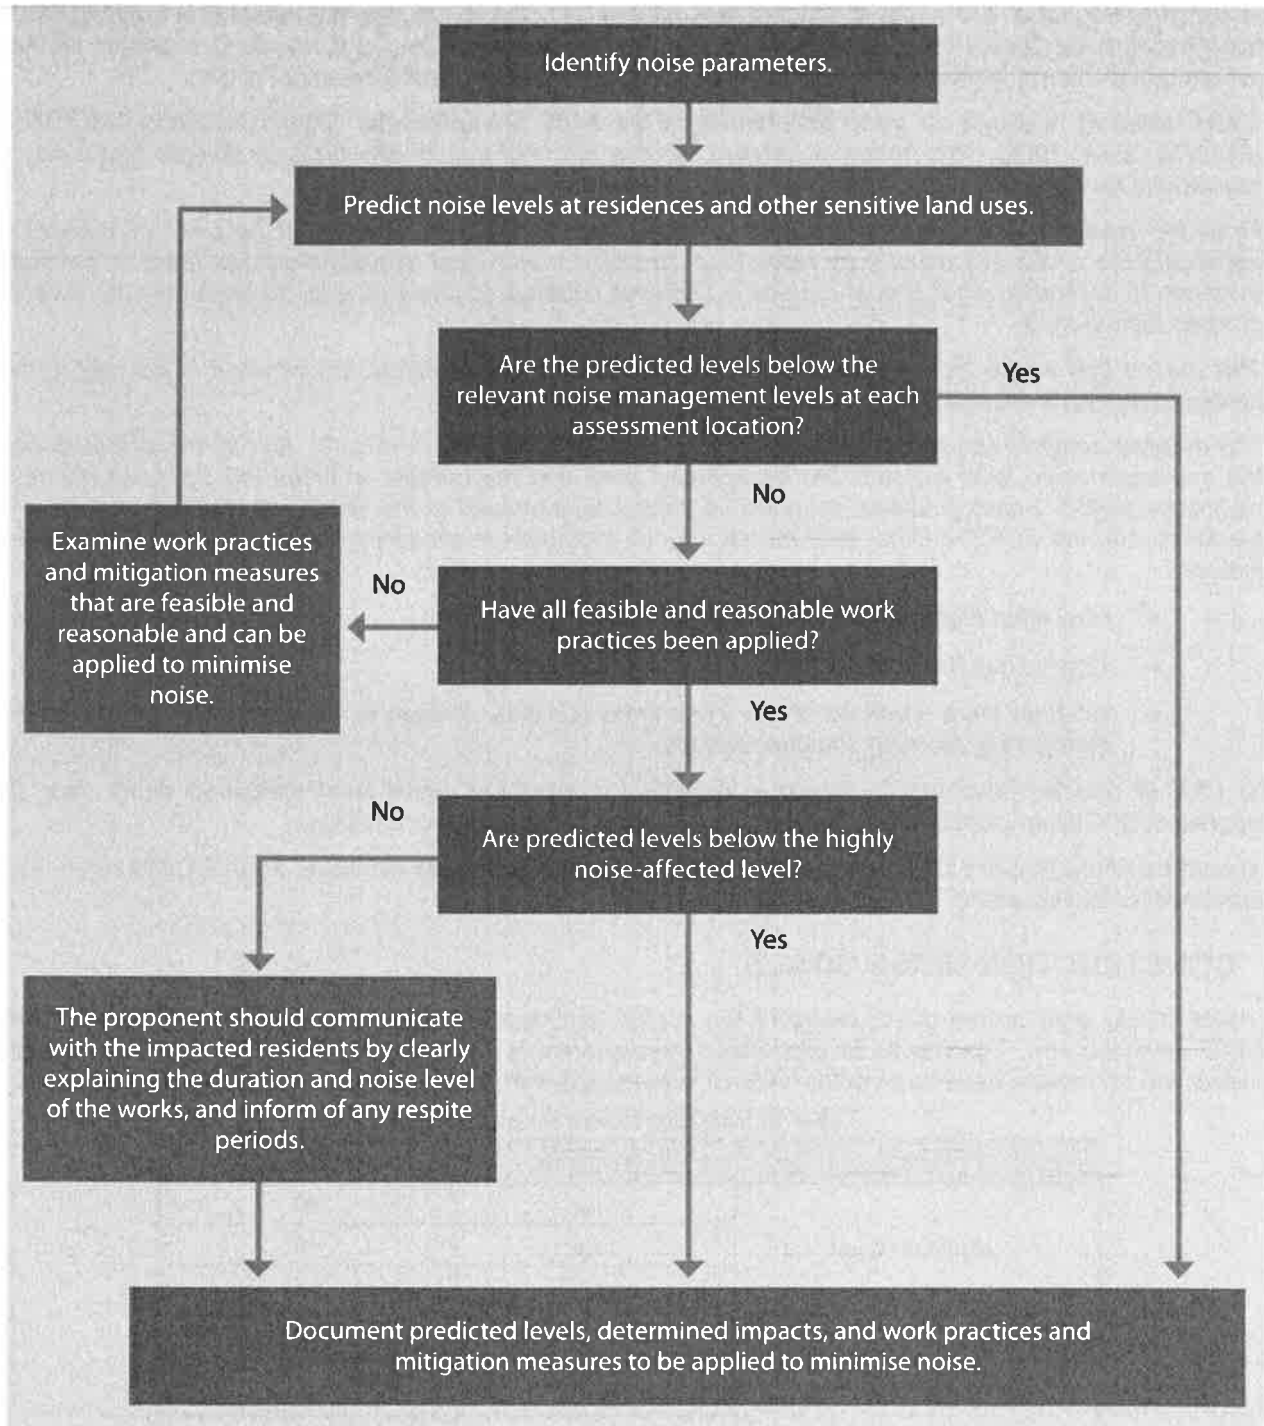 Identify noise parameters.
Predict noise levels at residences and other sensitive land uses.
Are the predicted levels below the
relevant noise management levels at each
assessment location?
Yes
No
Examine work practices
and mitigation measures
that are feasible and
reasonable and can be
applied to minimise
noise.
No
Have all feasible and reasonable work
practices been applied?
Yes
No
Are predicted levels below the highly
noise-affected level?
Yes
The proponent should communicate
with the impacted residents by clearly
explaining the duration and noise level
of the works, and inform of any respite
periods.
Document predicted levels, determined impacts, and work practices and
mitigation measures to be applied to minimise noise.